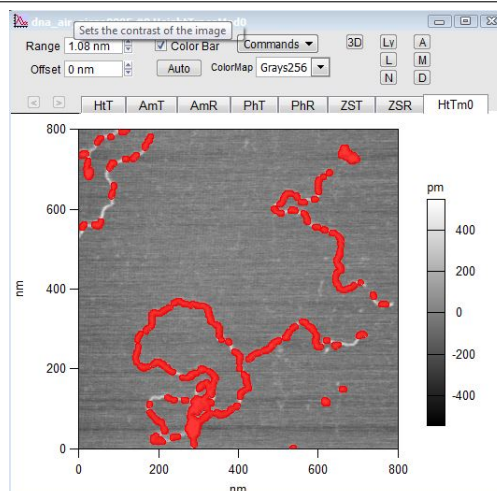 Sets the contrast of the image
Range 1.08 nm Color Bar Commands 3D Lγ A
L M
Offset 0 nm Auto ColorMap Grays256
N D
< > HtT AmT AmR PhT PhR ZST ZSR HtTm0
800
600
400
200
0
nm
0 200 400 600 800
nm
pm
400
200
0
-200
-400